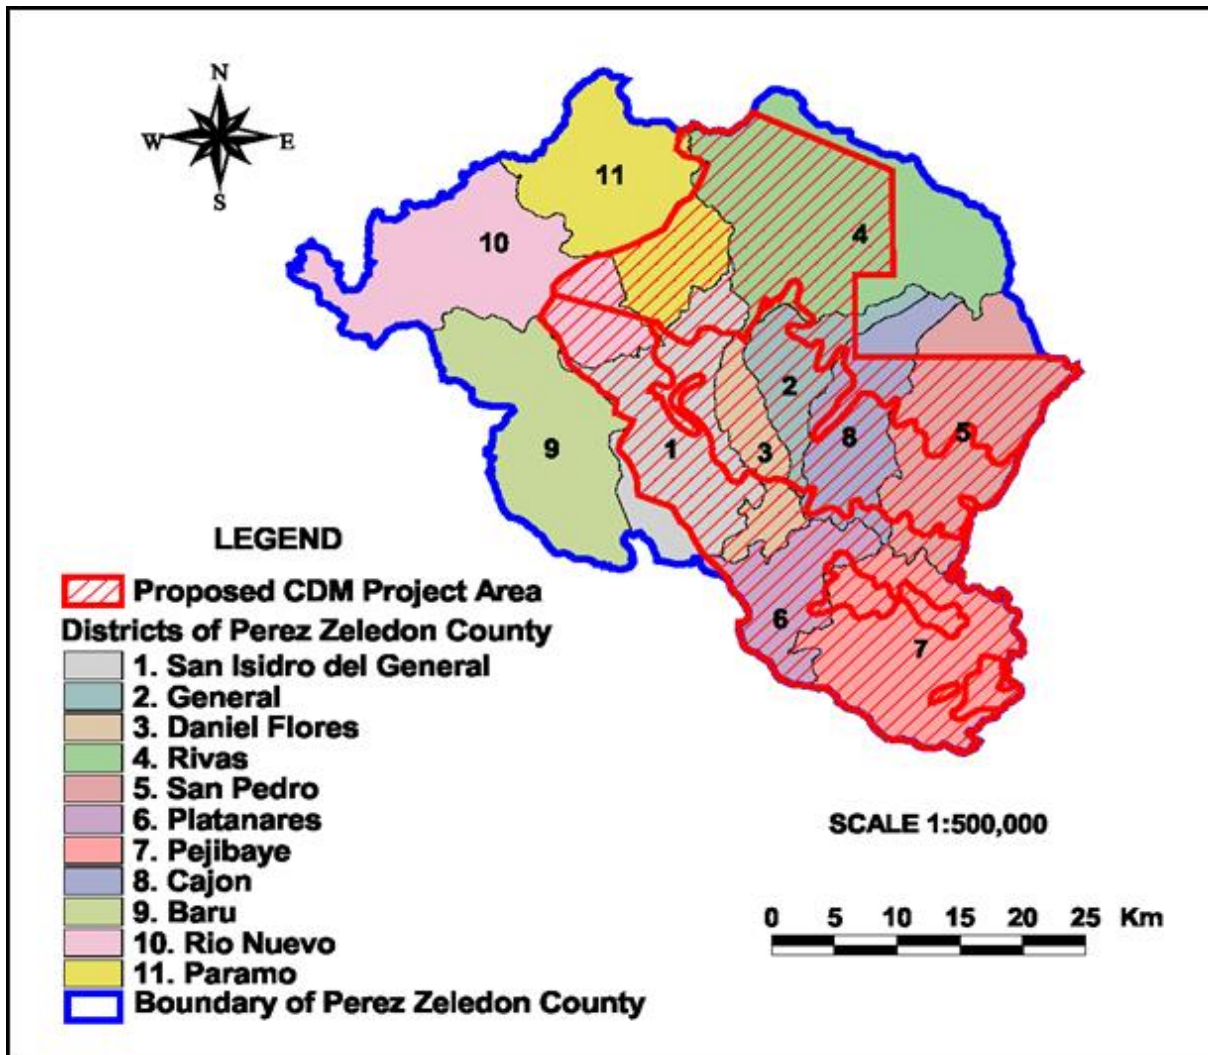 N
W E
S
11
10
4
2
5
8
9
1
3
6
7
LEGEND
Proposed CDM Project Area
Districts of Perez Zeledon County
1. San Isidro del General
2. General
3. Daniel Flores
4. Rivas
5. San Pedro
6. Platanares
7. Pejibaye
8. Cajon
9. Baru
10. Rio Nuevo
11. Paramo
Boundary of Perez Zeledon County
SCALE 1:500,000
0 5 10 15 20 25 Km